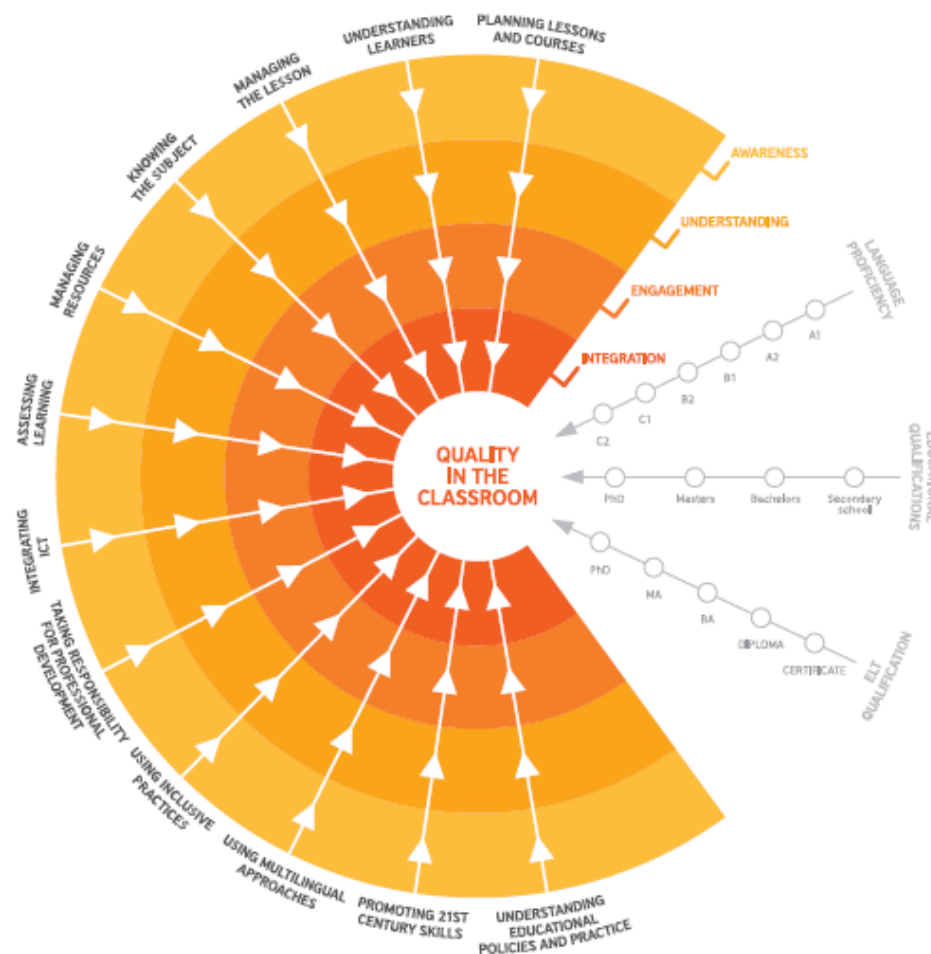 PLANNING LESSONS
AND COURSES
UNDERSTANDING
LEARNERS
MANAGING
THE LESSON
KNOWING
THE SUBJECT
MANAGING
RESOURCES
ASSESSING
LEARNING
INTEGRATING
ICT
TAKING RESPONSIBILITY
FOR PROFESSIONAL
DEVELOPMENT
USING INCLUSIVE
PRACTICES
USING MULTILINGUAL
APPROACHES
PROMOTING 21ST
CENTURY SKILLS
UNDERSTANDING
EDUCATIONAL
POLICIES AND PRACTICE
AWARENESS
UNDERSTANDING
ENGAGEMENT
INTEGRATION
QUALITY
IN THE
CLASSROOM
LANGUAGE
PROFICIENCY
A1
A2
B1
B2
C1
C2
QUALIFICATIONS
PhD
Masters
Bachelors
Secondary
school
PhD
MA
BA
DIPLOMA
CERTIFICATE
ELT
QUALIFICATION